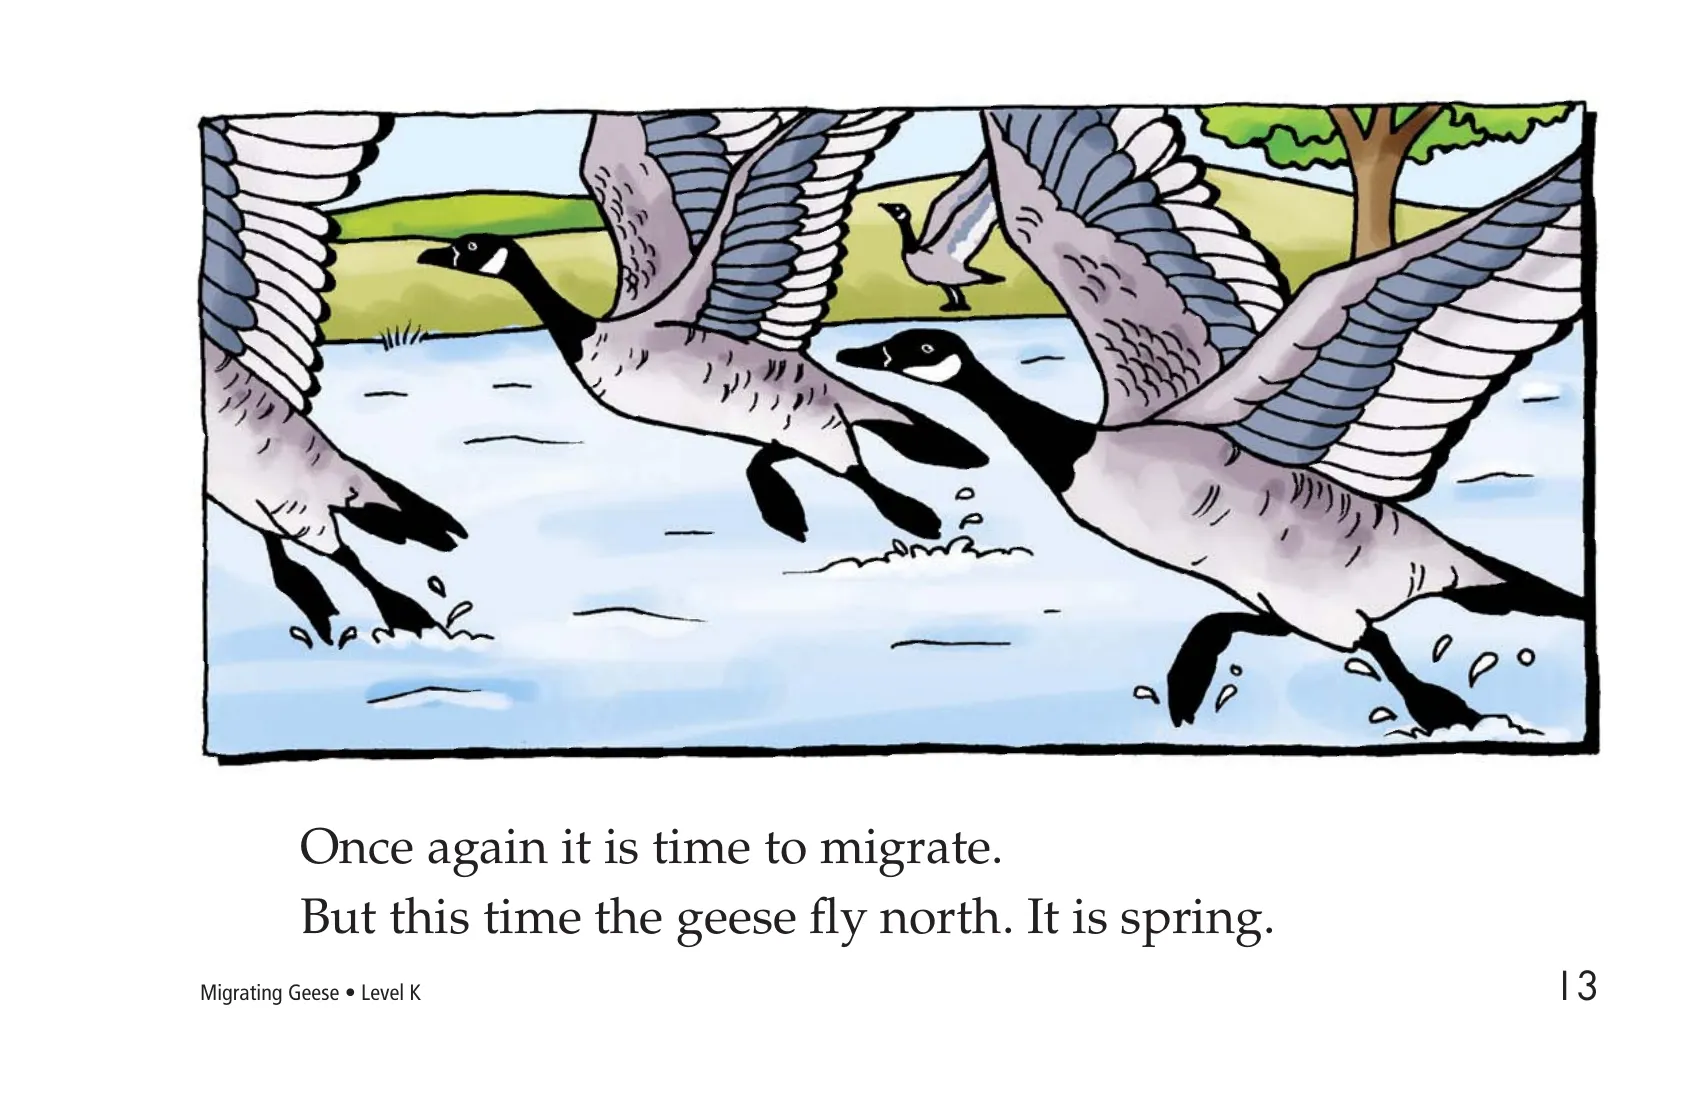 Once again it is time to migrate.
But this time the geese fly north. It is spring.
Migrating Geese • Level K
13